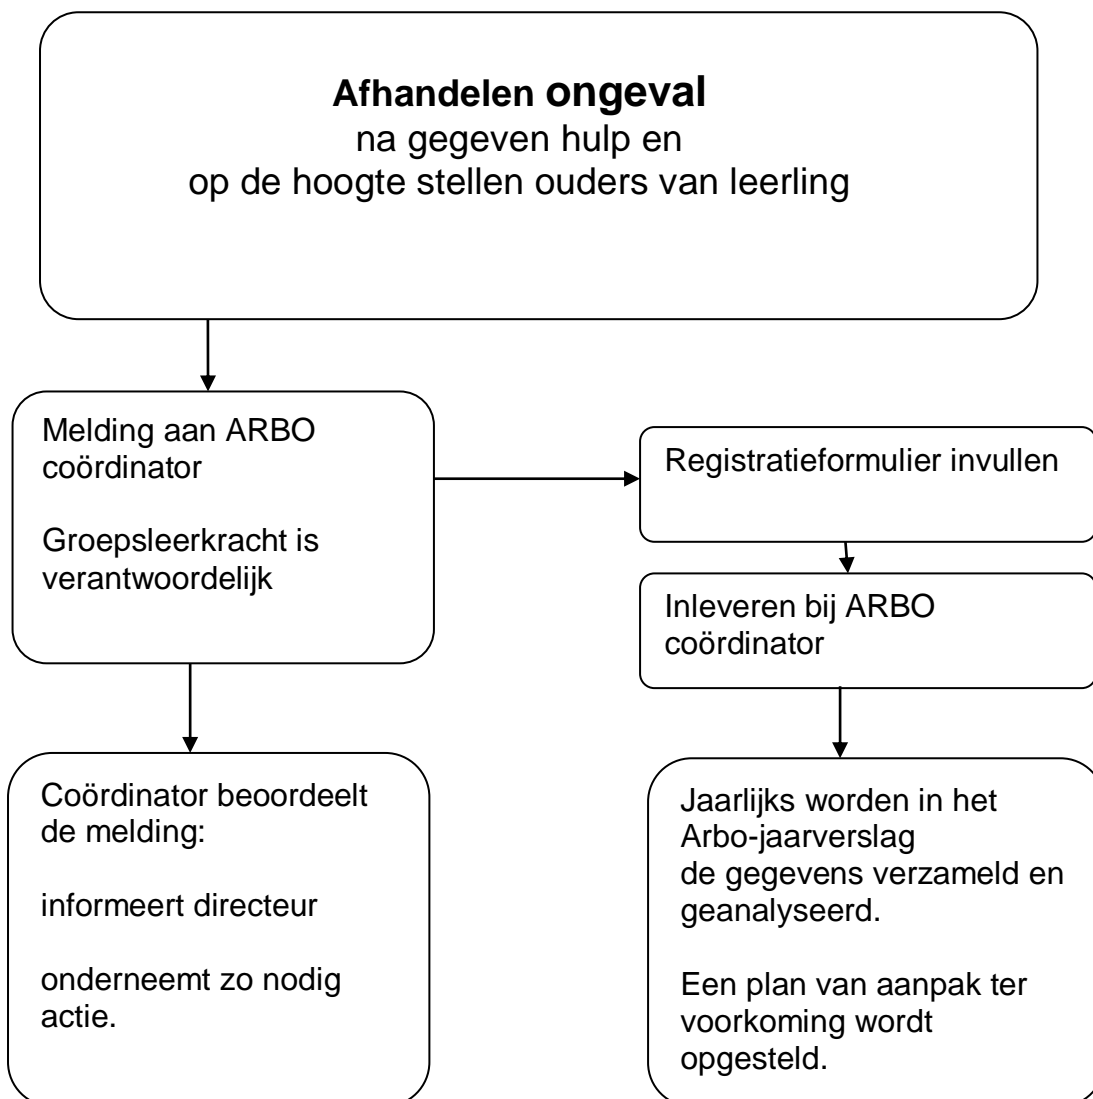 Afhandelen ongeval
na gegeven hulp en
op de hoogte stellen ouders van leerling
Melding aan ARBO
coördinator
Groepsleerkracht is
verantwoordelijk
Registratieformulier invullen
Inleveren bij ARBO
coördinator
Coördinator beoordeelt
de melding:
informeert directeur
onderneemt zo nodig
actie.
Jaarlijks worden in het
Arbo-jaarverslag
de gegevens verzameld en
geanalyseerd.
Een plan van aanpak ter
voorkoming wordt
opgesteld.